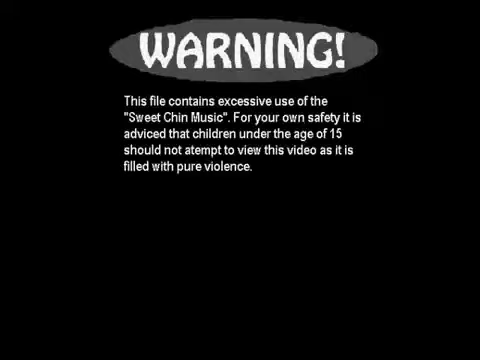 WARNING!
This file contains excessive use of the
"Sweet Chin Music". For your own safety it is
adviced that children under the age of 15
should not atempt to view this video as it is
filled with pure violence.